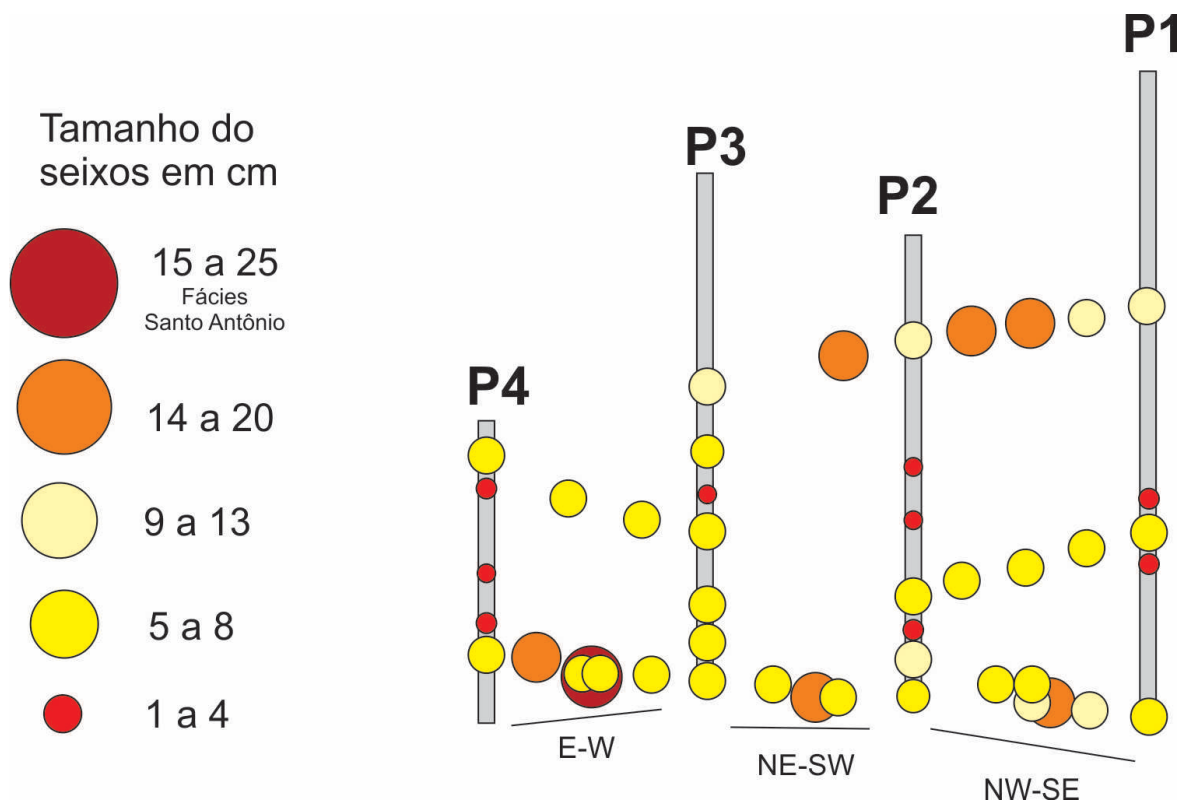 Tamanho do
seixos em cm
15 a 25
Fácies
Santo Antônio
14 a 20
9 a 13
5 a 8
1 a 4
P4
P3
P2
P1
E-W
NE-SW
NW-SE